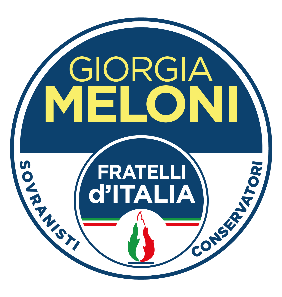 GIORGIA
MELONI
FRATELLI
d'ITALIA
SOVRANISTI
CONSERVATORI